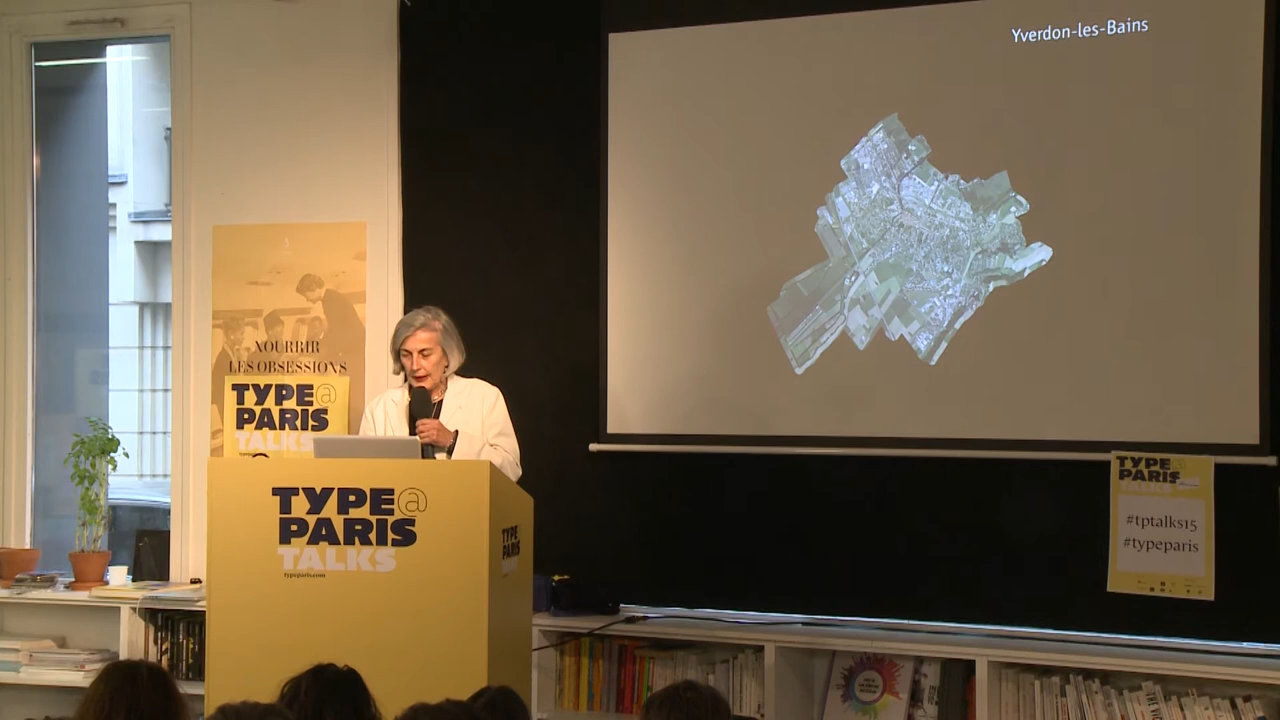 Yverdon-les-Bains
NOURRIR
LES OBSESSIONS
TYPE@
PARIS
TALKS
TYPE@
PARIS
TALKS
typeparis.com
TYPE
PARIS
TYPE@
PARIS
TALKS
#tptalks15
#typeparis